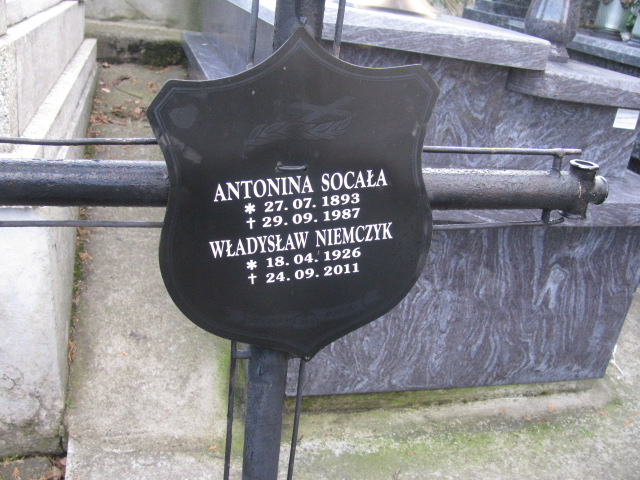 ANTONINA SOCAŁA
* 27. 07. 1893
† 29. 09. 1987
WŁADYSŁAW NIEMCZYK
* 18. 04. 1926
† 24. 09. 2011